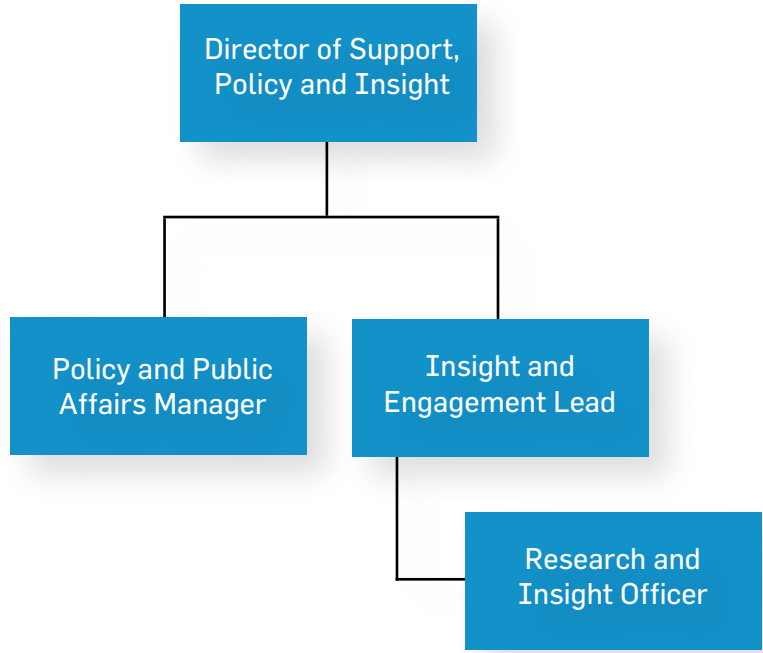 Director of Support,
Policy and Insight
Policy and Public
Affairs Manager
Insight and
Engagement Lead
Research and
Insight Officer